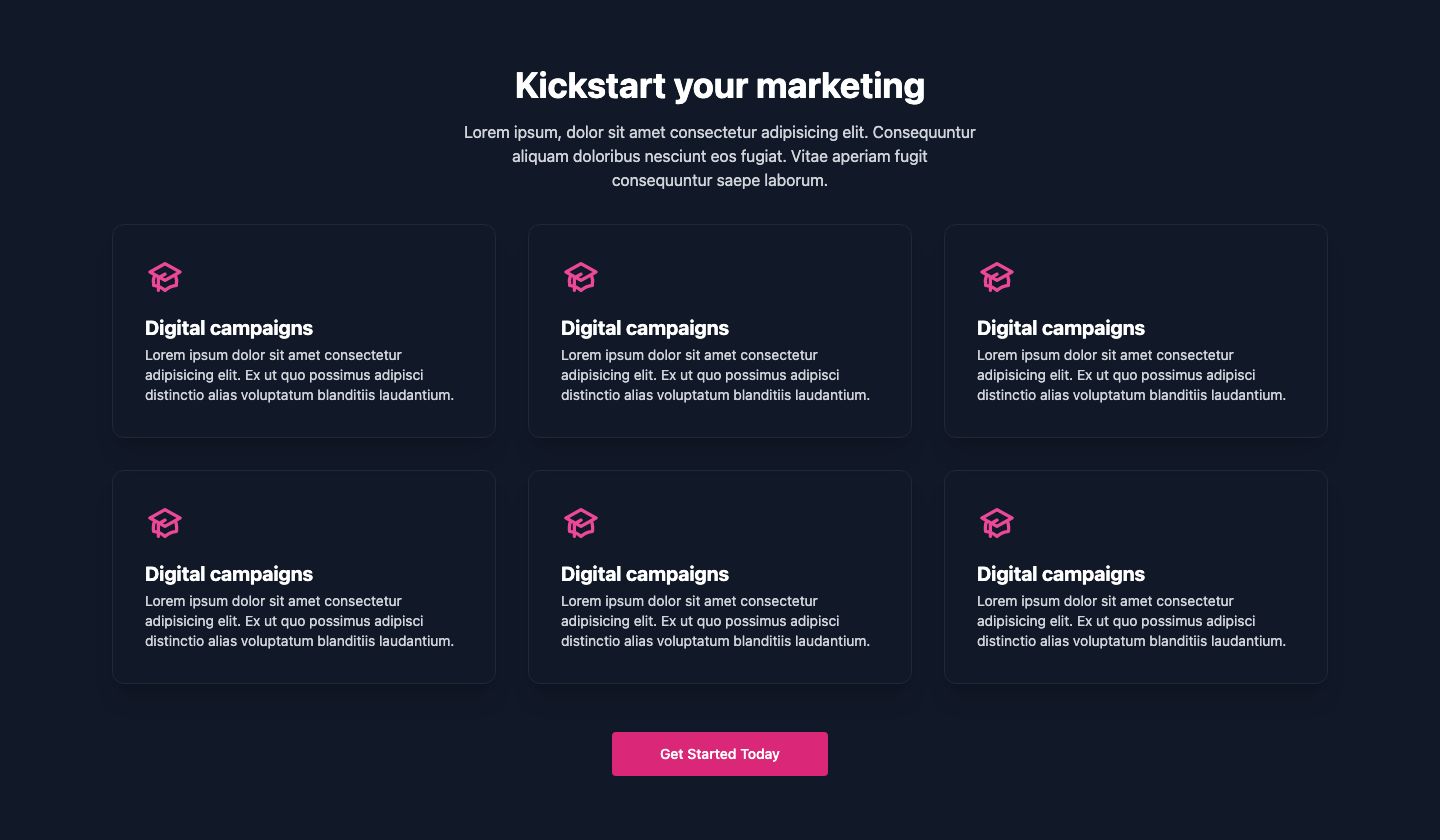 Kickstart your marketing
Lorem ipsum, dolor sit amet consectetur adipisicing elit. Consequuntur
aliquam doloribus nesciunt eos fugiat. Vitae aperiam fugit
consequuntur saepe laborum.
Digital campaigns
Lorem ipsum dolor sit amet consectetur
adipisicing elit. Ex ut quo possimus adipisci
distinctio alias voluptatum blanditiis laudantium.
Digital campaigns
Lorem ipsum dolor sit amet consectetur
adipisicing elit. Ex ut quo possimus adipisci
distinctio alias voluptatum blanditiis laudantium.
Digital campaigns
Lorem ipsum dolor sit amet consectetur
adipisicing elit. Ex ut quo possimus adipisci
distinctio alias voluptatum blanditiis laudantium.
Digital campaigns
Lorem ipsum dolor sit amet consectetur
adipisicing elit. Ex ut quo possimus adipisci
distinctio alias voluptatum blanditiis laudantium.
Digital campaigns
Lorem ipsum dolor sit amet consectetur
adipisicing elit. Ex ut quo possimus adipisci
distinctio alias voluptatum blanditiis laudantium.
Digital campaigns
Lorem ipsum dolor sit amet consectetur
adipisicing elit. Ex ut quo possimus adipisci
distinctio alias voluptatum blanditiis laudantium.
Get Started Today